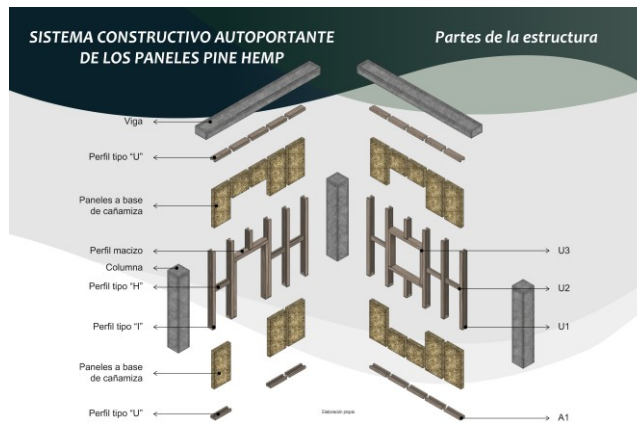 SISTEMA CONSTRUCTIVO AUTOPORTANTE
DE LOS PANELES PINE HEMP
Partes de la estructura
Viga
Perfil tipo “U”
Paneles a base
de cañamiza
Perfil macizo
Columna
Perfil tipo “H”
Perfil tipo “I”
Paneles a base
de cañamiza
Perfil tipo “U”
U3
U2
U1
A1
Elaboración propia